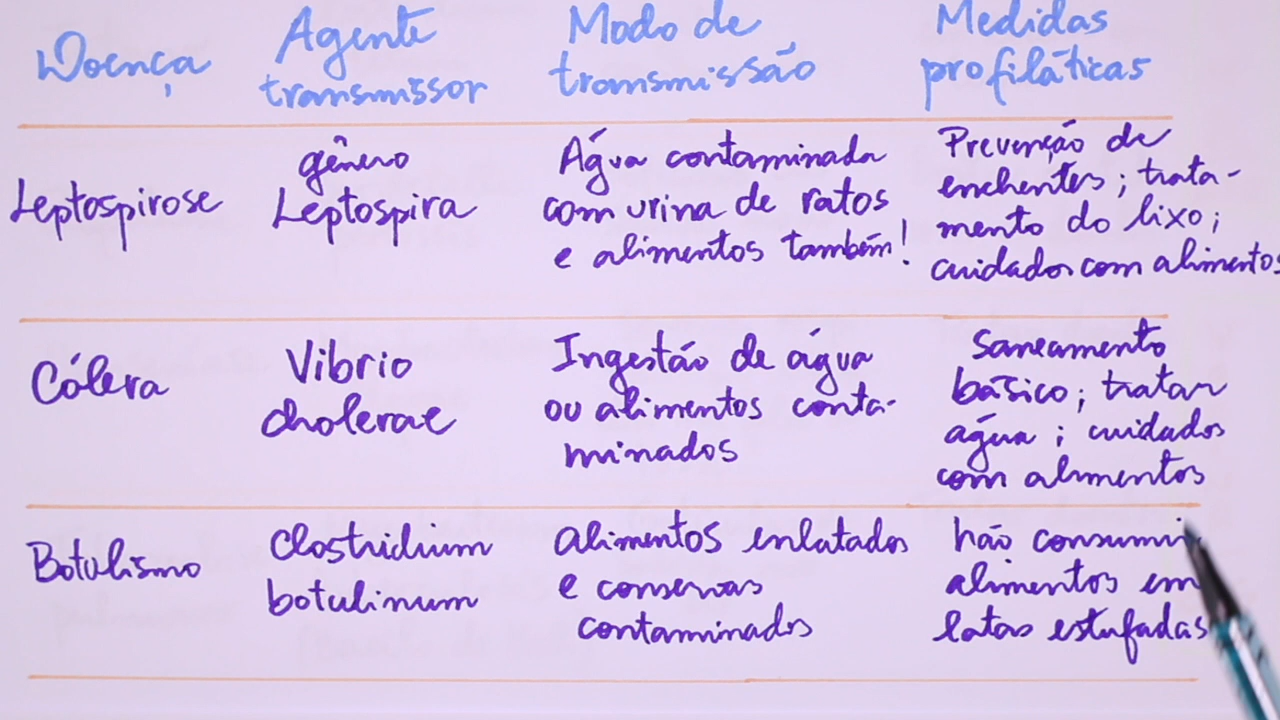 Doença
Agente
transmissor
Modo de
transmissão
Medidas
profiláticas
Leptospirose
gênero
Leptospira
Água contaminada
com urina de ratos
e alimentos também!
Prevenção de
enchentes; trata-
mento do lixo;
cuidados com alimentos
Cólera
Vibrio
cholerae
Ingestão de água
ou alimentos conta-
minados
Saneamento
básico; tratar
água; cuidados
com alimentos
Botulismo
Clostridium
botulinum
Alimentos enlatados
e conservas
contaminados
Não consumir
alimentos em
latas estufadas